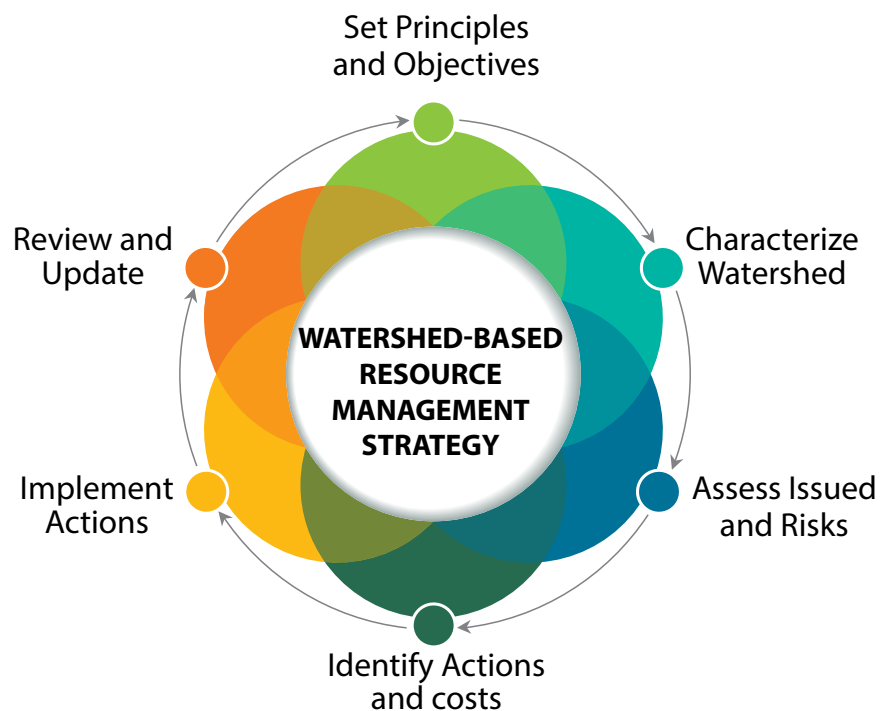 Set Principles
and Objectives
Characterize
Watershed
Assess Issued
and Risks
Identify Actions
and costs
Implement
Actions
Review and
Update
WATERSHED-BASED
RESOURCE
MANAGEMENT
STRATEGY